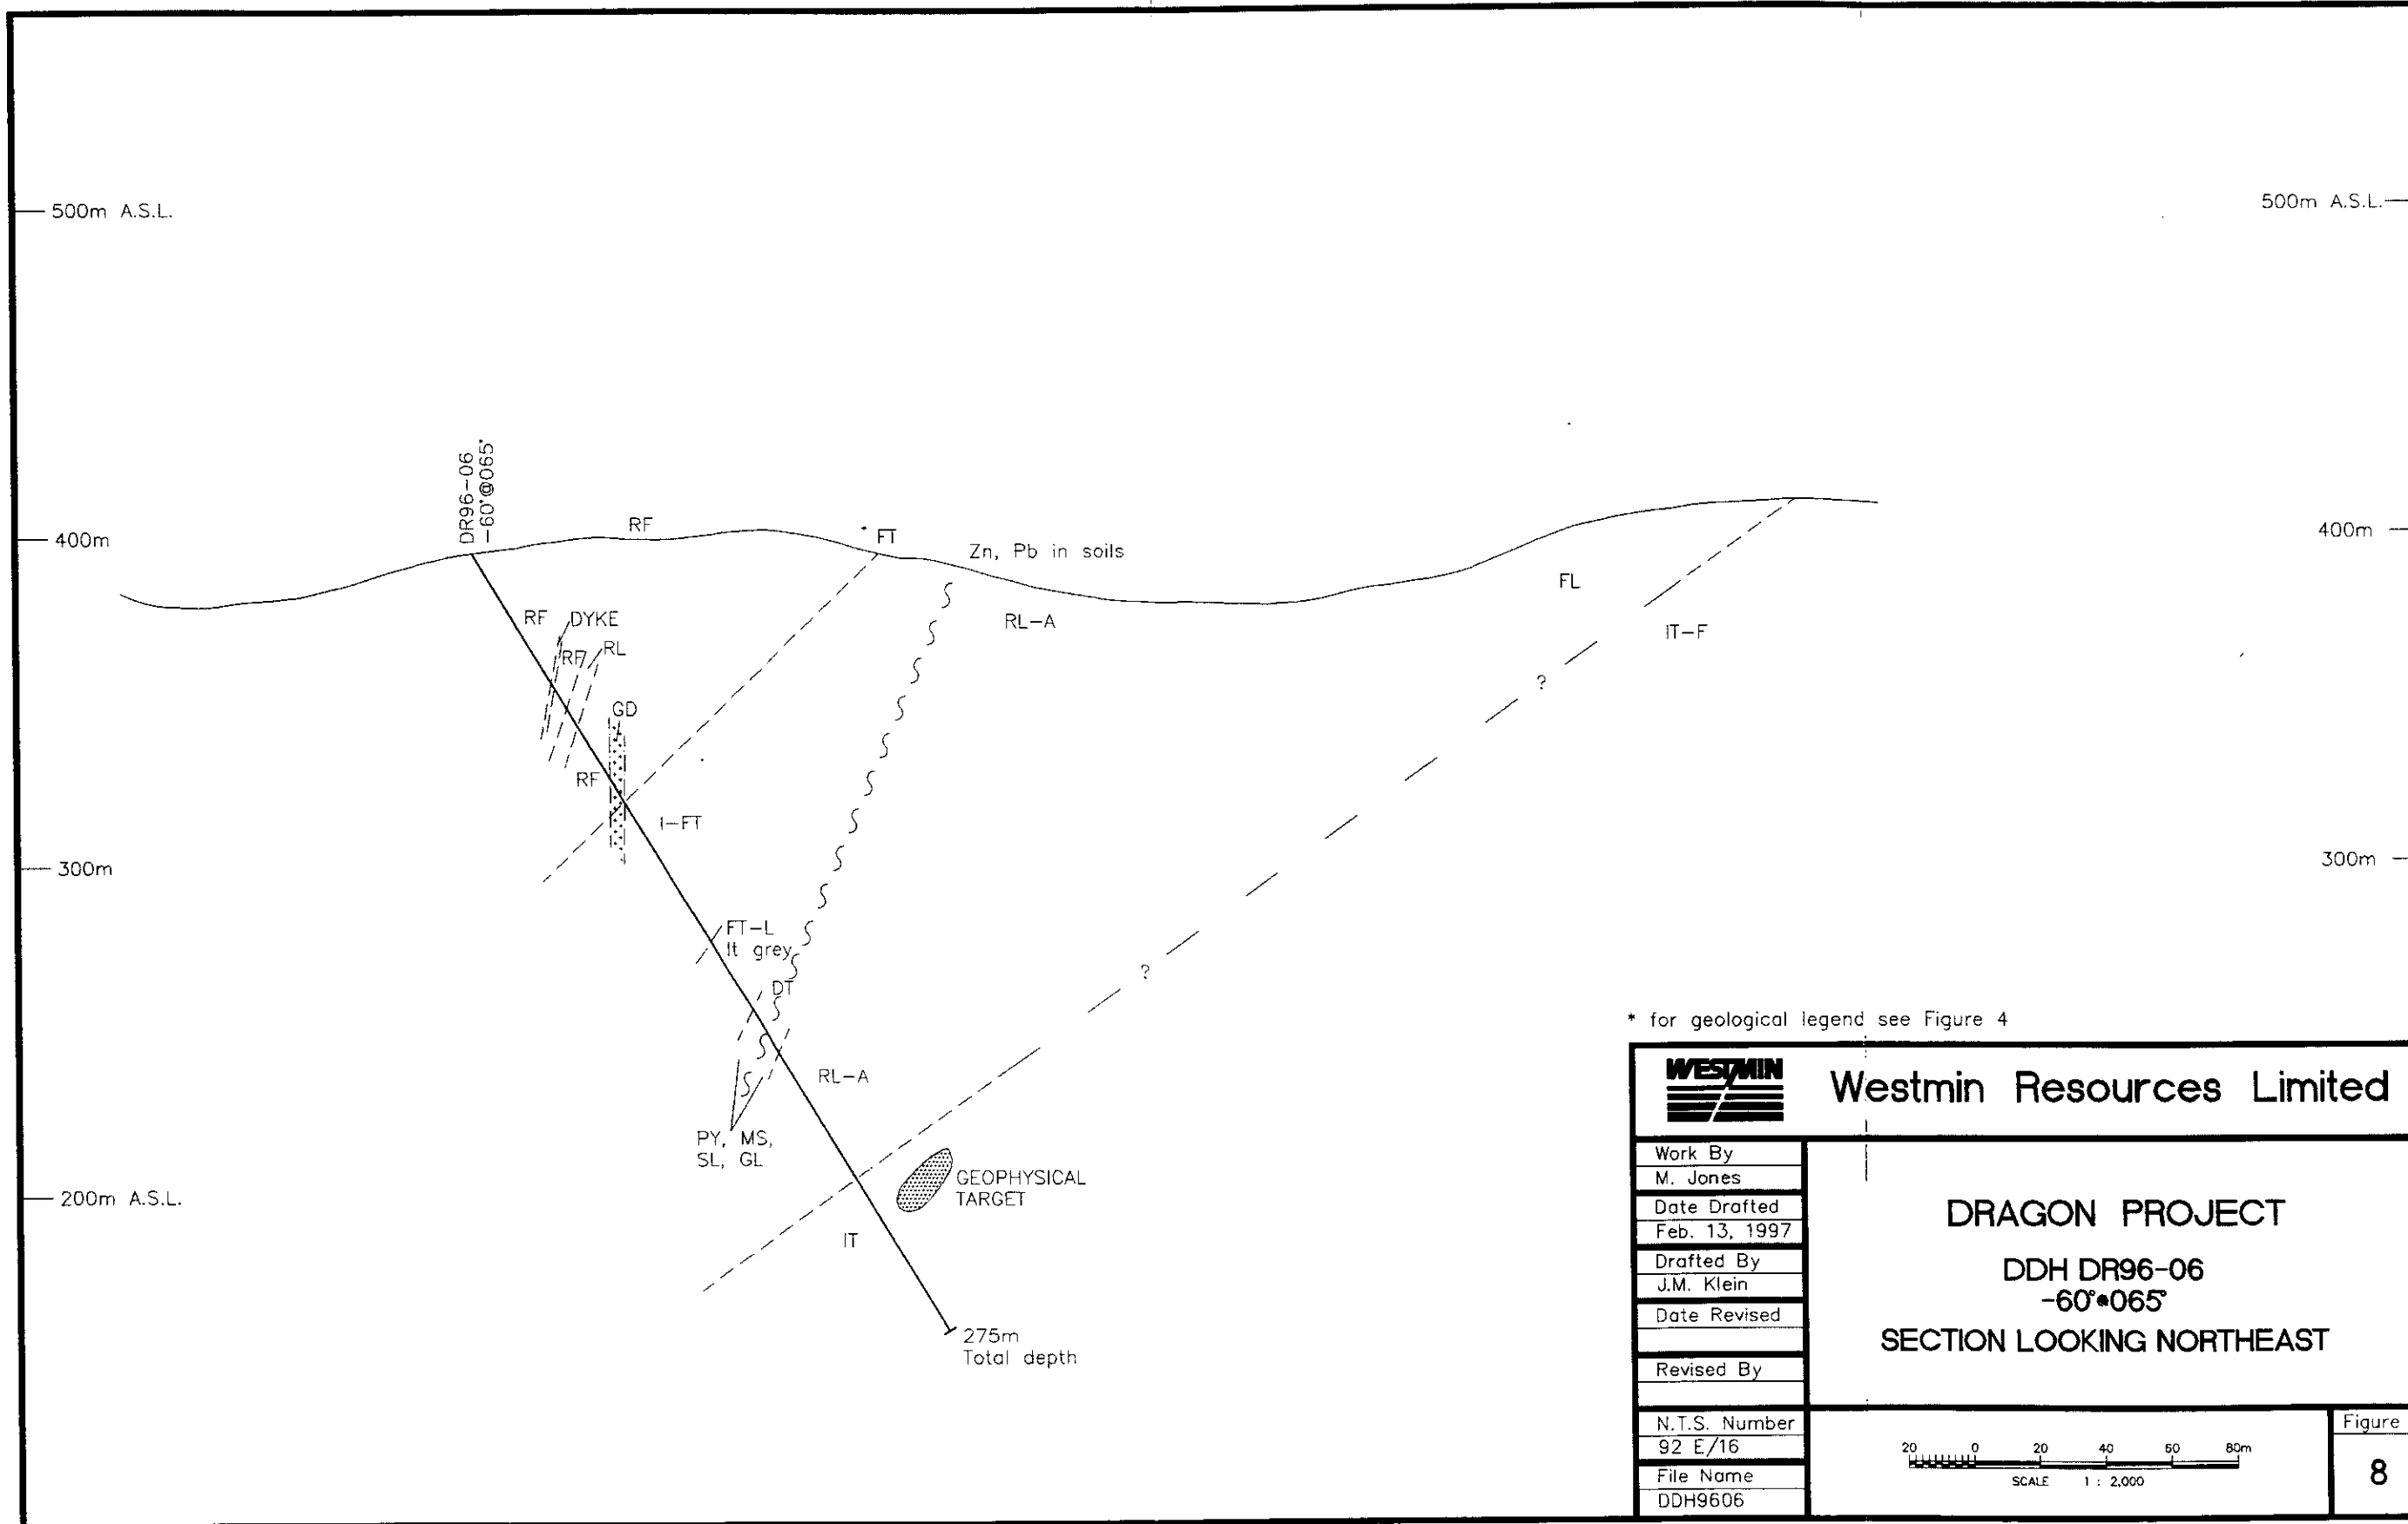 500m A.S.L.
500m A.S.L.
DR96-06
-60°@065°
RF
FT
Zn, Pb in soils
400m
400m
FL
RF
DYKE
RL-A
IT-F
RF
RL
?
GD
RF
I-FT
300m
300m
FT-L
lt grey
?
DT
* for geological legend see Figure 4
RL-A
PY, MS,
SL, GL
GEOPHYSICAL
TARGET
200m A.S.L.
IT
275m
Total depth
WESTMIN
Westmin Resources Limited
Work By
M. Jones
Date Drafted
Feb. 13, 1997
Drafted By
J.M. Klein
Date Revised
Revised By
N.T.S. Number
92 E/16
File Name
DDH9606
DRAGON PROJECT
DDH DR96-06
-60°@065°
SECTION LOOKING NORTHEAST
20 0 20 40 60 80m
SCALE 1 : 2,000
Figure
8